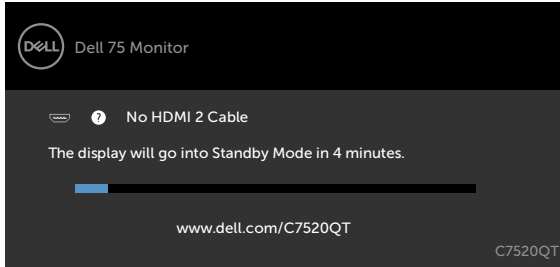 DELL
Dell 75 Monitor
? No HDMI 2 Cable
The display will go into Standby Mode in 4 minutes.
www.dell.com/C7520QT
C7520QT